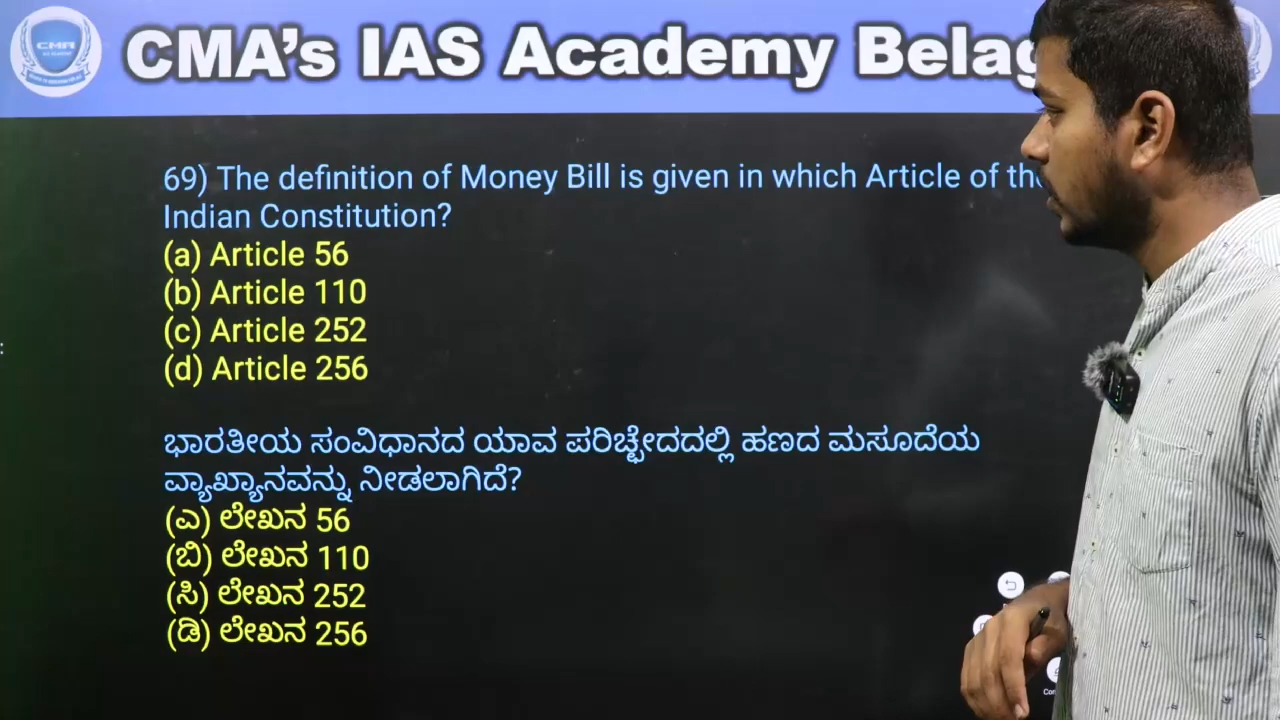 CMA
CMA's IAS Academy
69) The definition of Money Bill is given in which Article of the
Indian Constitution?
(a) Article 56
(b) Article 110
(c) Article 252
(d) Article 256
ಭಾರತೀಯ ಸಂವಿಧಾನದ ಯಾವ ಪರಿಚ್ಛೇದದಲ್ಲಿ ಹಣದ ಮಸೂದೆಯ
ವ್ಯಾಖ್ಯಾನವನ್ನು ನೀಡಲಾಗಿದೆ?
(ಎ) ಲೇಖನ 56
(ಬಿ) ಲೇಖನ 110
(ಸಿ) ಲೇಖನ 252
(ಡಿ) ಲೇಖನ 256